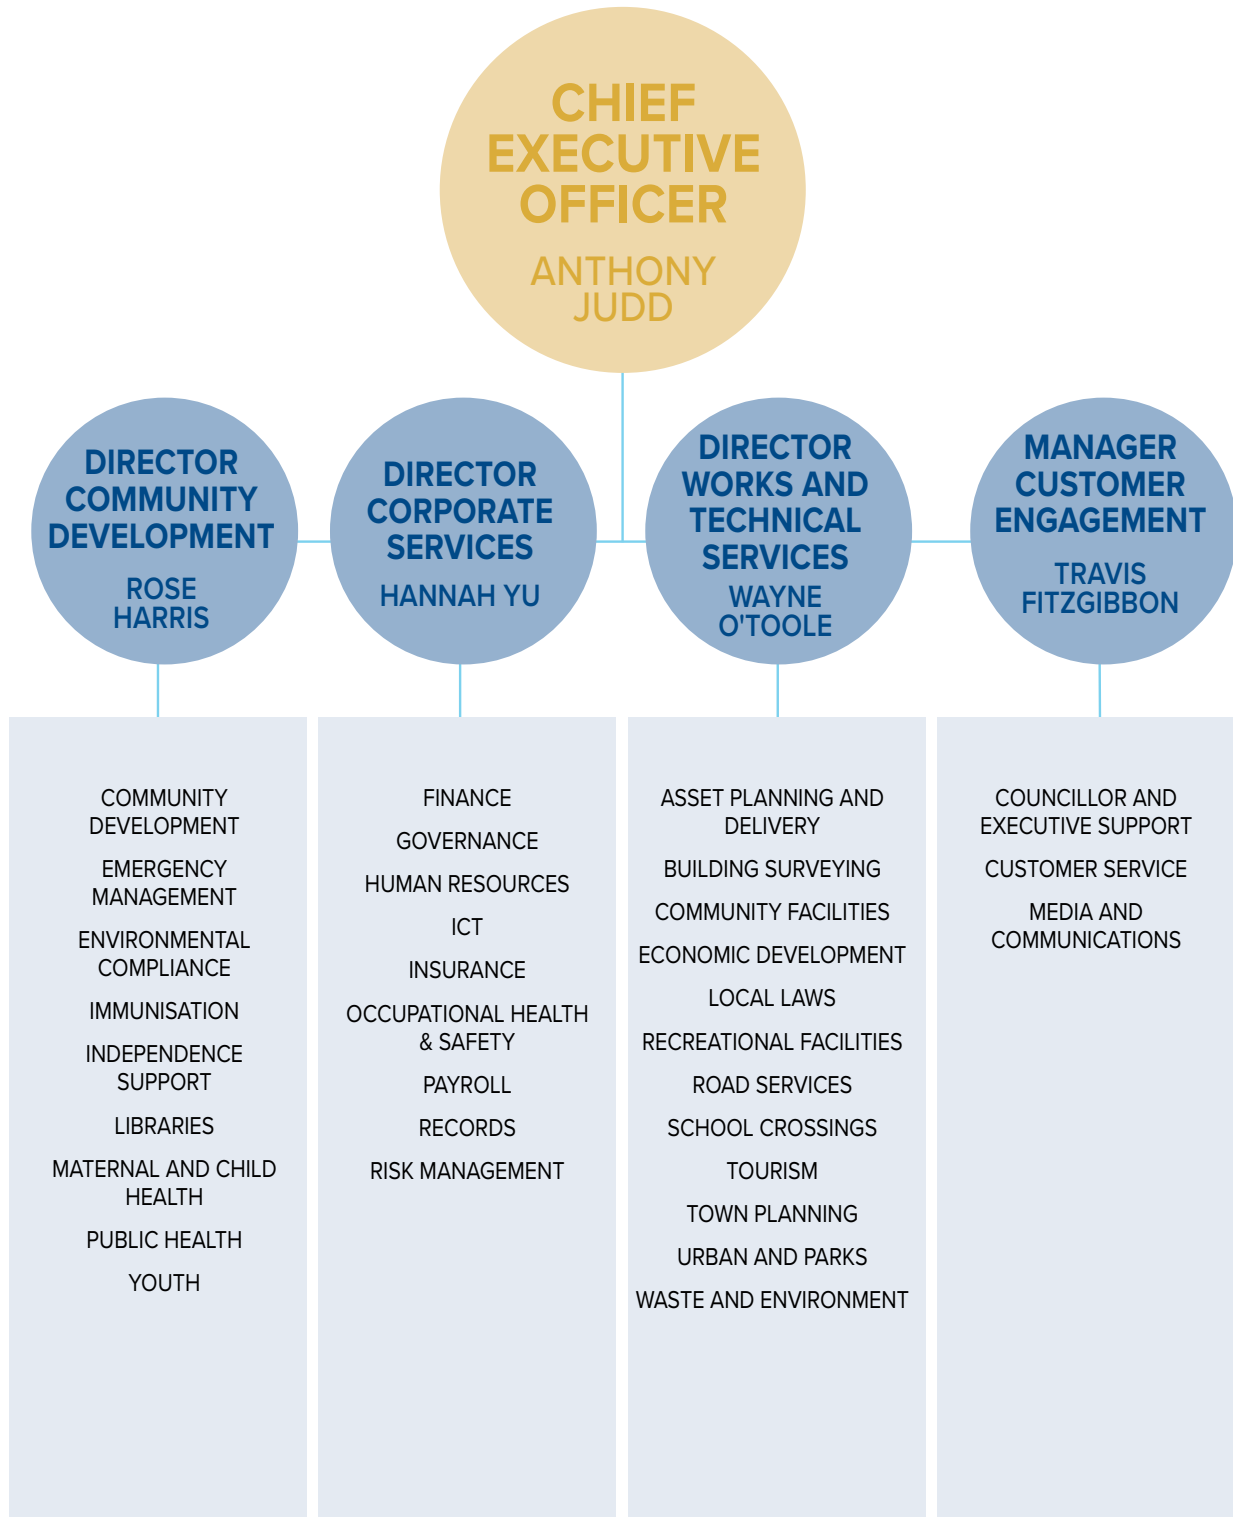 CHIEF
EXECUTIVE
OFFICER
ANTHONY
JUDD
DIRECTOR
COMMUNITY
DEVELOPMENT
ROSE
HARRIS
DIRECTOR
CORPORATE
SERVICES
HANNAH YU
DIRECTOR
WORKS AND
TECHNICAL
SERVICES
WAYNE
O'TOOLE
MANAGER
CUSTOMER
ENGAGEMENT
TRAVIS
FITZGIBBON
COMMUNITY
DEVELOPMENT
EMERGENCY
MANAGEMENT
ENVIRONMENTAL
COMPLIANCE
IMMUNISATION
INDEPENDENCE
SUPPORT
LIBRARIES
MATERNAL AND CHILD
HEALTH
PUBLIC HEALTH
YOUTH
FINANCE
GOVERNANCE
HUMAN RESOURCES
ICT
INSURANCE
OCCUPATIONAL HEALTH
& SAFETY
PAYROLL
RECORDS
RISK MANAGEMENT
ASSET PLANNING AND
DELIVERY
BUILDING SURVEYING
COMMUNITY FACILITIES
ECONOMIC DEVELOPMENT
LOCAL LAWS
RECREATIONAL FACILITIES
ROAD SERVICES
SCHOOL CROSSINGS
TOURISM
TOWN PLANNING
URBAN AND PARKS
WASTE AND ENVIRONMENT
COUNCILLOR AND
EXECUTIVE SUPPORT
CUSTOMER SERVICE
MEDIA AND
COMMUNICATIONS